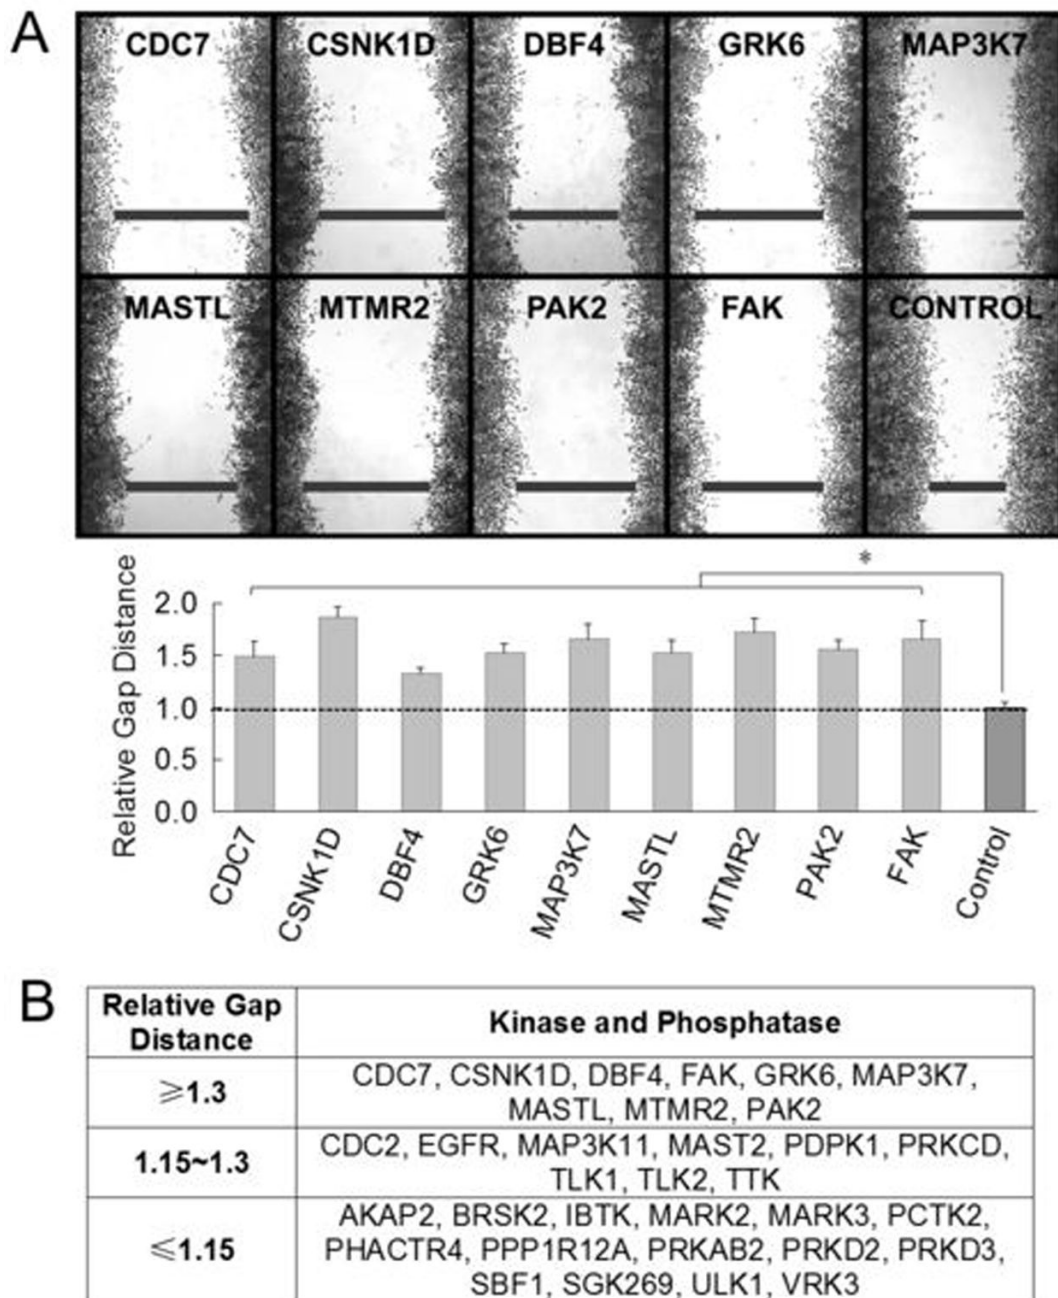 A
CDC7 CSNK1D DBF4 GRK6 MAP3K7
MASTL MTMR2 PAK2 FAK CONTROL
*
Relative Gap Distance
2.0
1.5
1.0
0.5
0.0
CDC7 CSNK1D DBF4 GRK6 MAP3K7 MASTL MTMR2 PAK2 FAK Control
B
Relative Gap
Distance
Kinase and Phosphatase
≥1.3
CDC7, CSNK1D, DBF4, FAK, GRK6, MAP3K7,
MASTL, MTMR2, PAK2
1.15~1.3
CDC2, EGFR, MAP3K11, MAST2, PDPK1, PRKCD,
TLK1, TLK2, TTK
≤1.15
AKAP2, BRSK2, IBTK, MARK2, MARK3, PCTK2,
PHACTR4, PPP1R12A, PRKAB2, PRKD2, PRKD3,
SBF1, SGK269, ULK1, VRK3